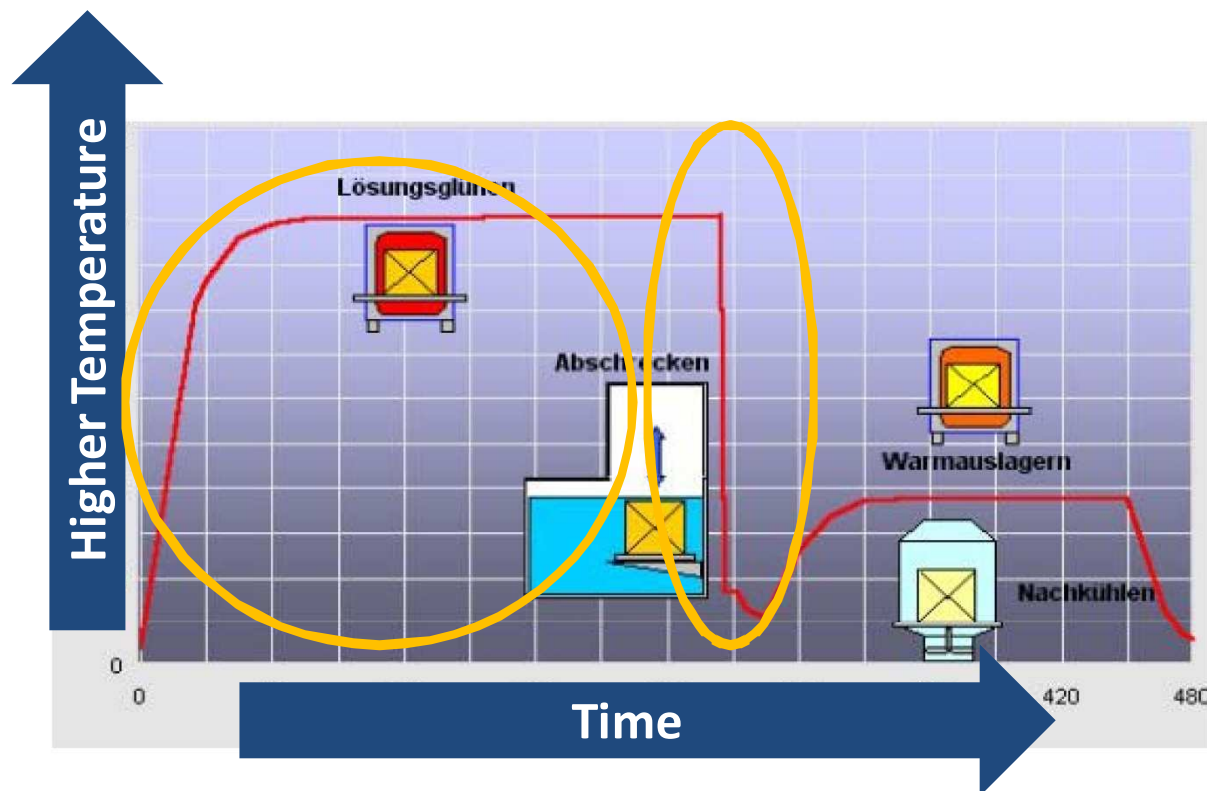 Higher Temperature
Lösungsglühen
Abschrecken
Warmauslagern
Nachkühlen
0
0
420
480
Time